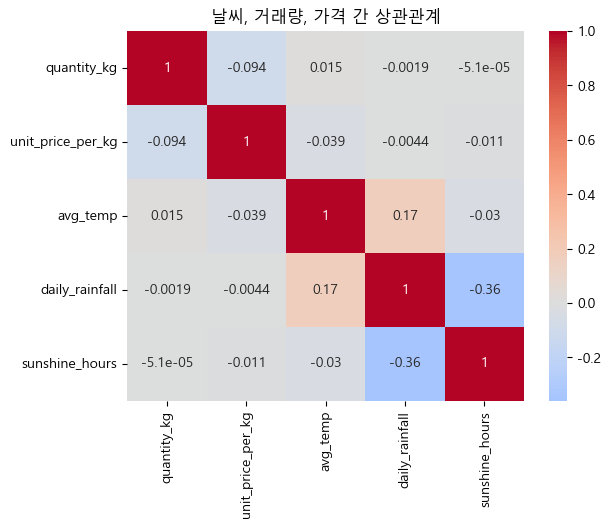 날씨, 거래량, 가격 간 상관관계
quantity_kg 1 -0.094 0.015 -0.0019 -5.1e-05
unit_price_per_kg -0.094 1 -0.039 -0.0044 -0.011
avg_temp 0.015 -0.039 1 0.17 -0.03
daily_rainfall -0.0019 -0.0044 0.17 1 -0.36
sunshine_hours -5.1e-05 -0.011 -0.03 -0.36 1
quantity_kg
unit_price_per_kg
avg_temp
daily_rainfall
sunshine_hours
1.0
0.8
0.6
0.4
0.2
0.0
-0.2